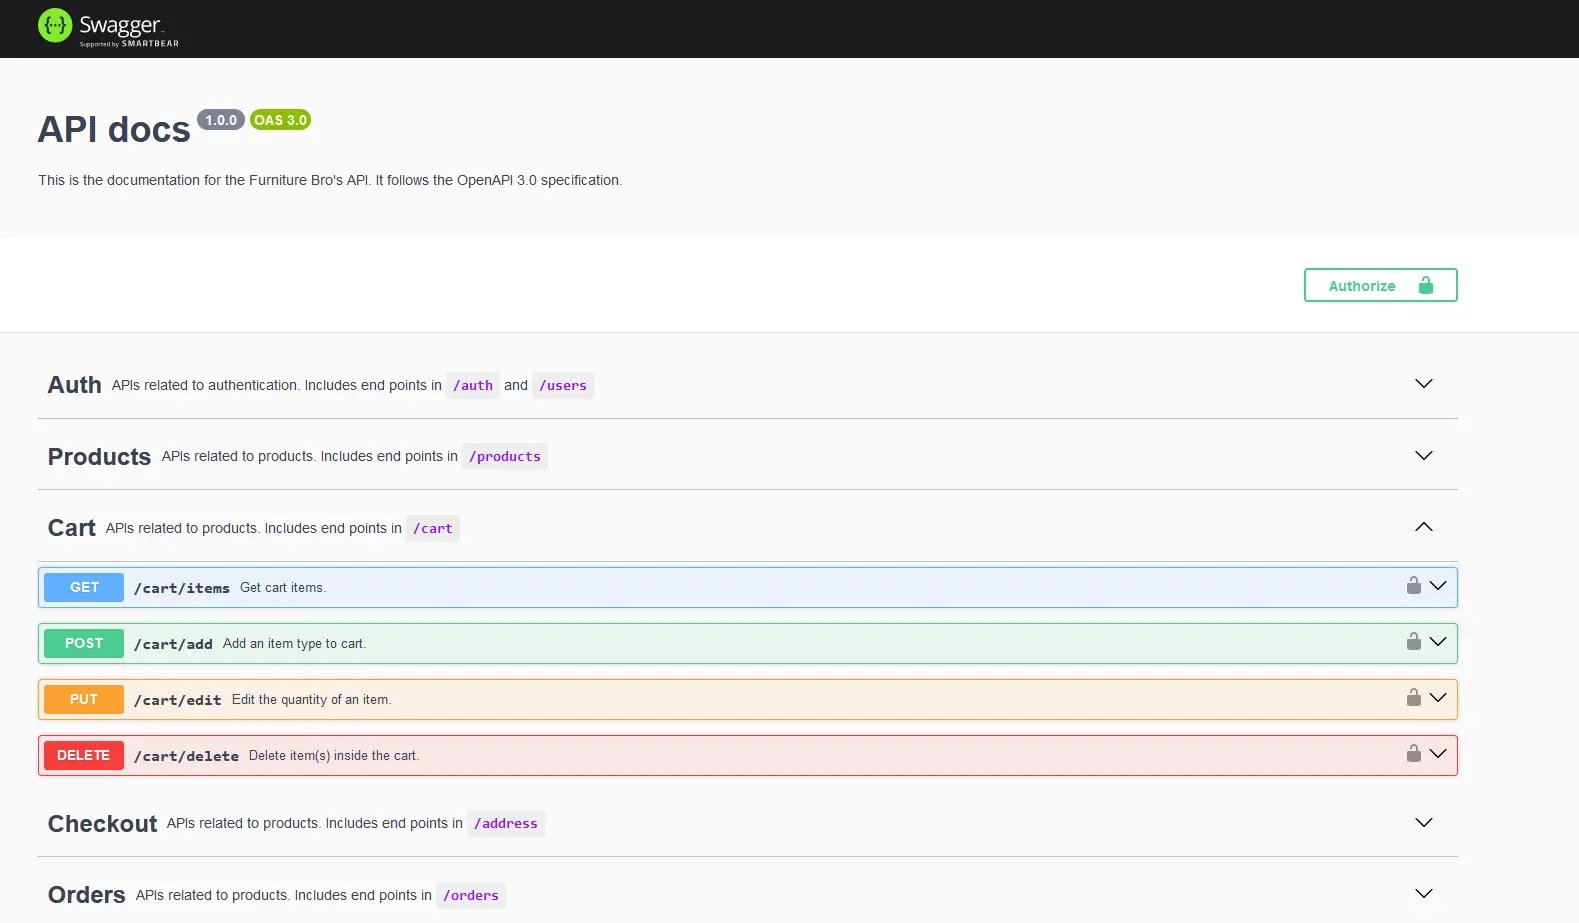 Swagger
Supported by SMARTBEAR
API docs 1.0.0 OAS 3.0
This is the documentation for the Furniture Bro's API. It follows the OpenAPI 3.0 specification.
Authorize
Auth APIs related to authentication. Includes end points in /auth and /users
Products APIs related to products. Includes end points in /products
Cart APIs related to products. Includes end points in /cart
GET /cart/items Get cart items.
POST /cart/add Add an item type to cart.
PUT /cart/edit Edit the quantity of an item.
DELETE /cart/delete Delete item(s) inside the cart.
Checkout APIs related to products. Includes end points in /address
Orders APIs related to products. Includes end points in /orders